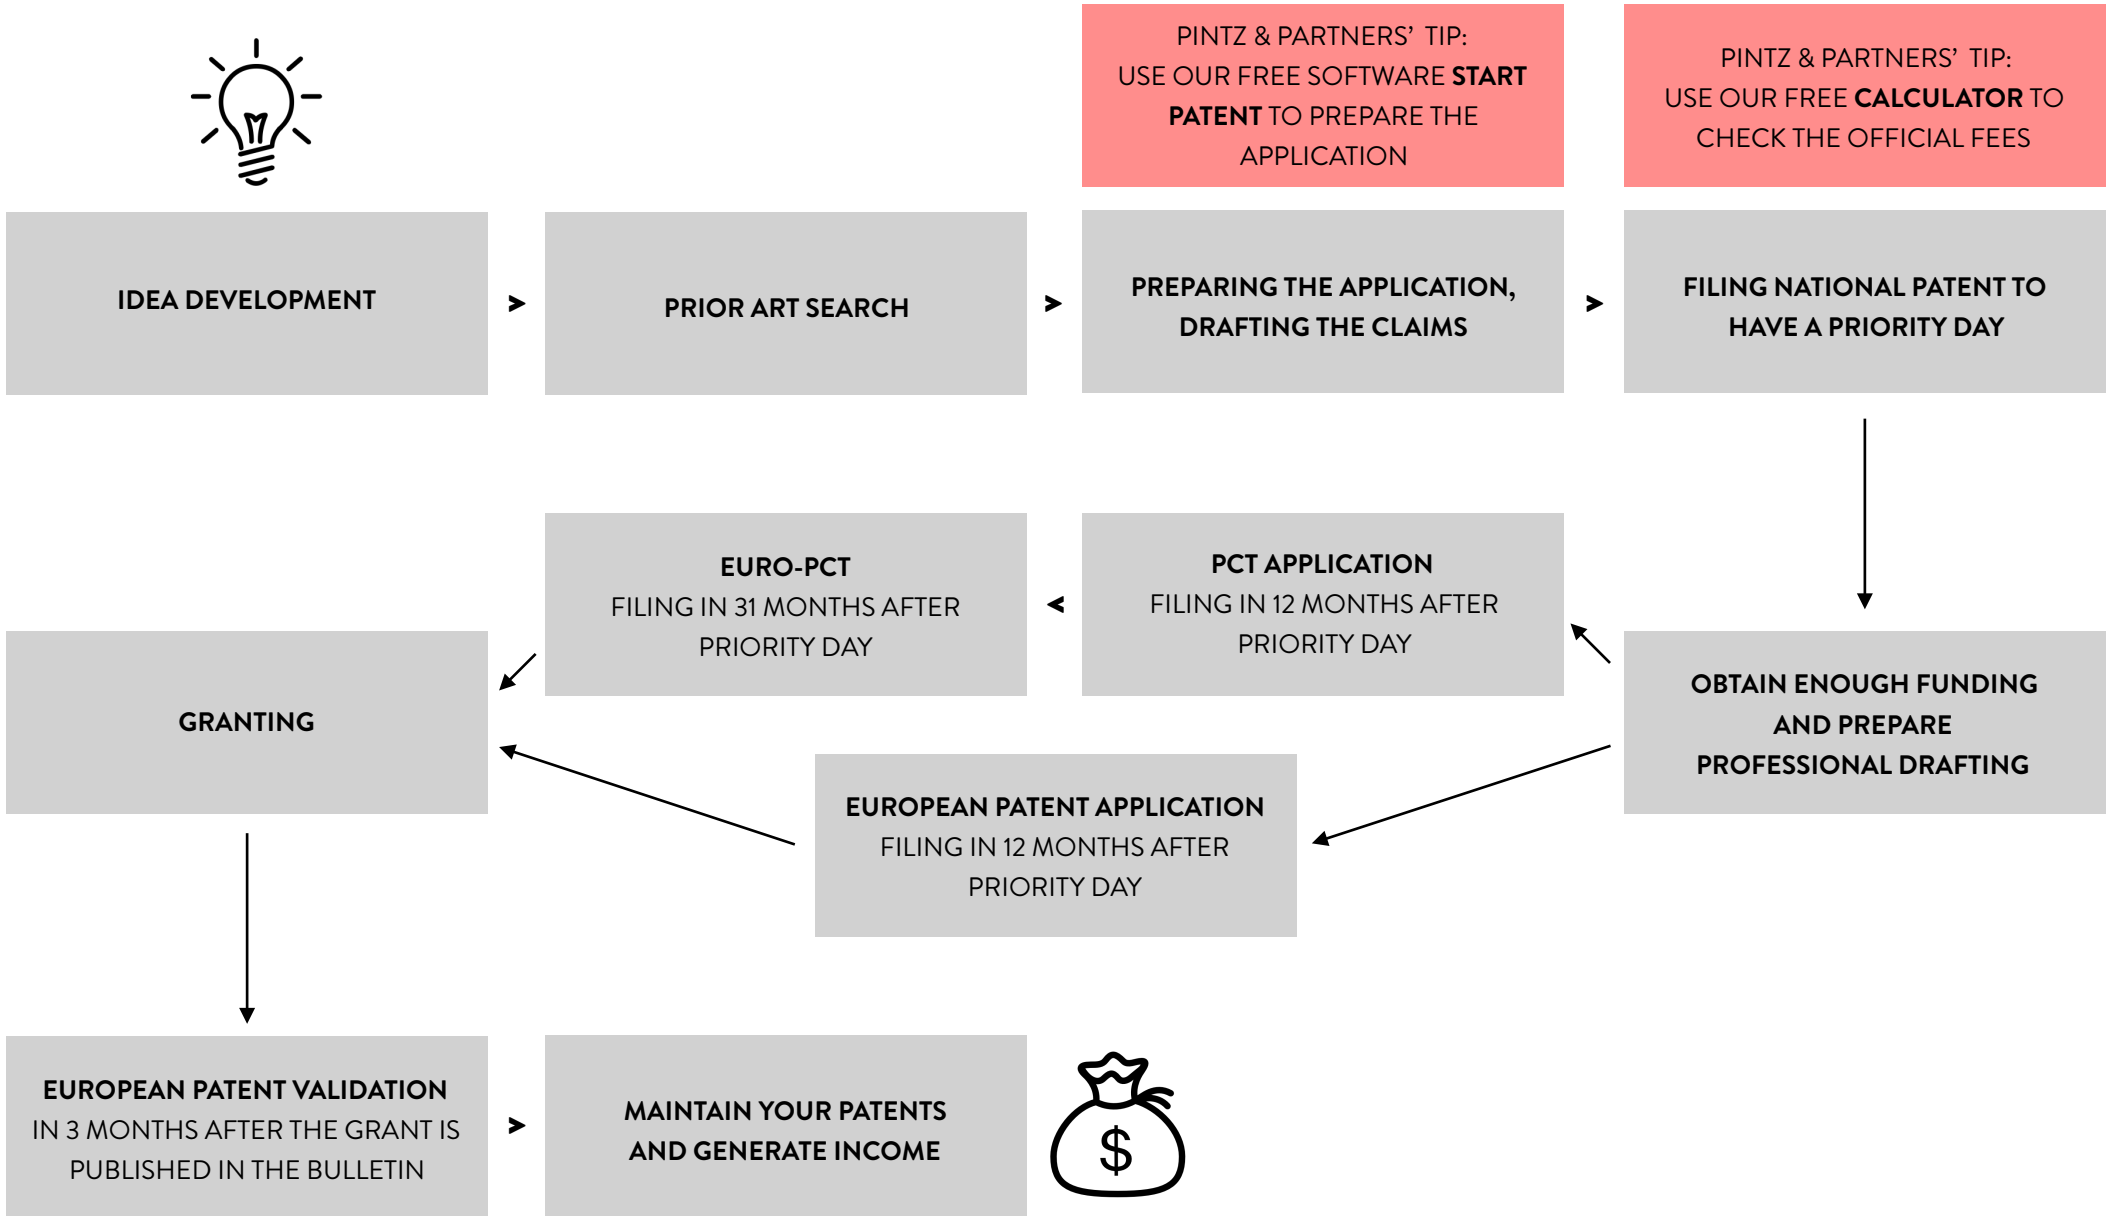 PINTZ & PARTNERS’ TIP:
USE OUR FREE SOFTWARE START
PATENT TO PREPARE THE
APPLICATION
PINTZ & PARTNERS’ TIP:
USE OUR FREE CALCULATOR TO
CHECK THE OFFICIAL FEES
IDEA DEVELOPMENT
>
PRIOR ART SEARCH
>
PREPARING THE APPLICATION,
DRAFTING THE CLAIMS
>
FILING NATIONAL PATENT TO
HAVE A PRIORITY DAY
OBTAIN ENOUGH FUNDING
AND PREPARE
PROFESSIONAL DRAFTING
PCT APPLICATION
FILING IN 12 MONTHS AFTER
PRIORITY DAY
<
EURO-PCT
FILING IN 31 MONTHS AFTER
PRIORITY DAY
EUROPEAN PATENT APPLICATION
FILING IN 12 MONTHS AFTER
PRIORITY DAY
GRANTING
EUROPEAN PATENT VALIDATION
IN 3 MONTHS AFTER THE GRANT IS
PUBLISHED IN THE BULLETIN
>
MAINTAIN YOUR PATENTS
AND GENERATE INCOME
$